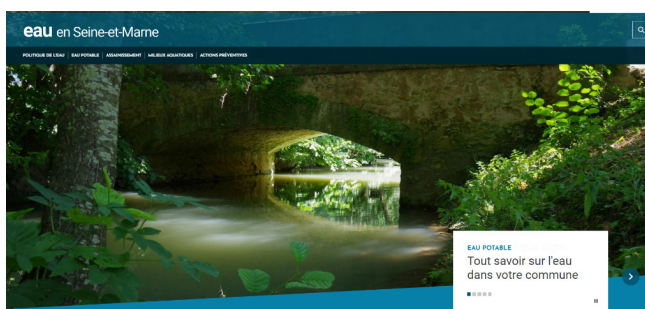 eau en Seine-et-Marne
POLITIQUE DE L'EAU | EAU POTABLE | ASSAINISSEMENT | MILIEUX AQUATIQUES | ACTIONS PRÉVENTIVES
EAU POTABLE
Tout savoir sur l'eau
dans votre commune